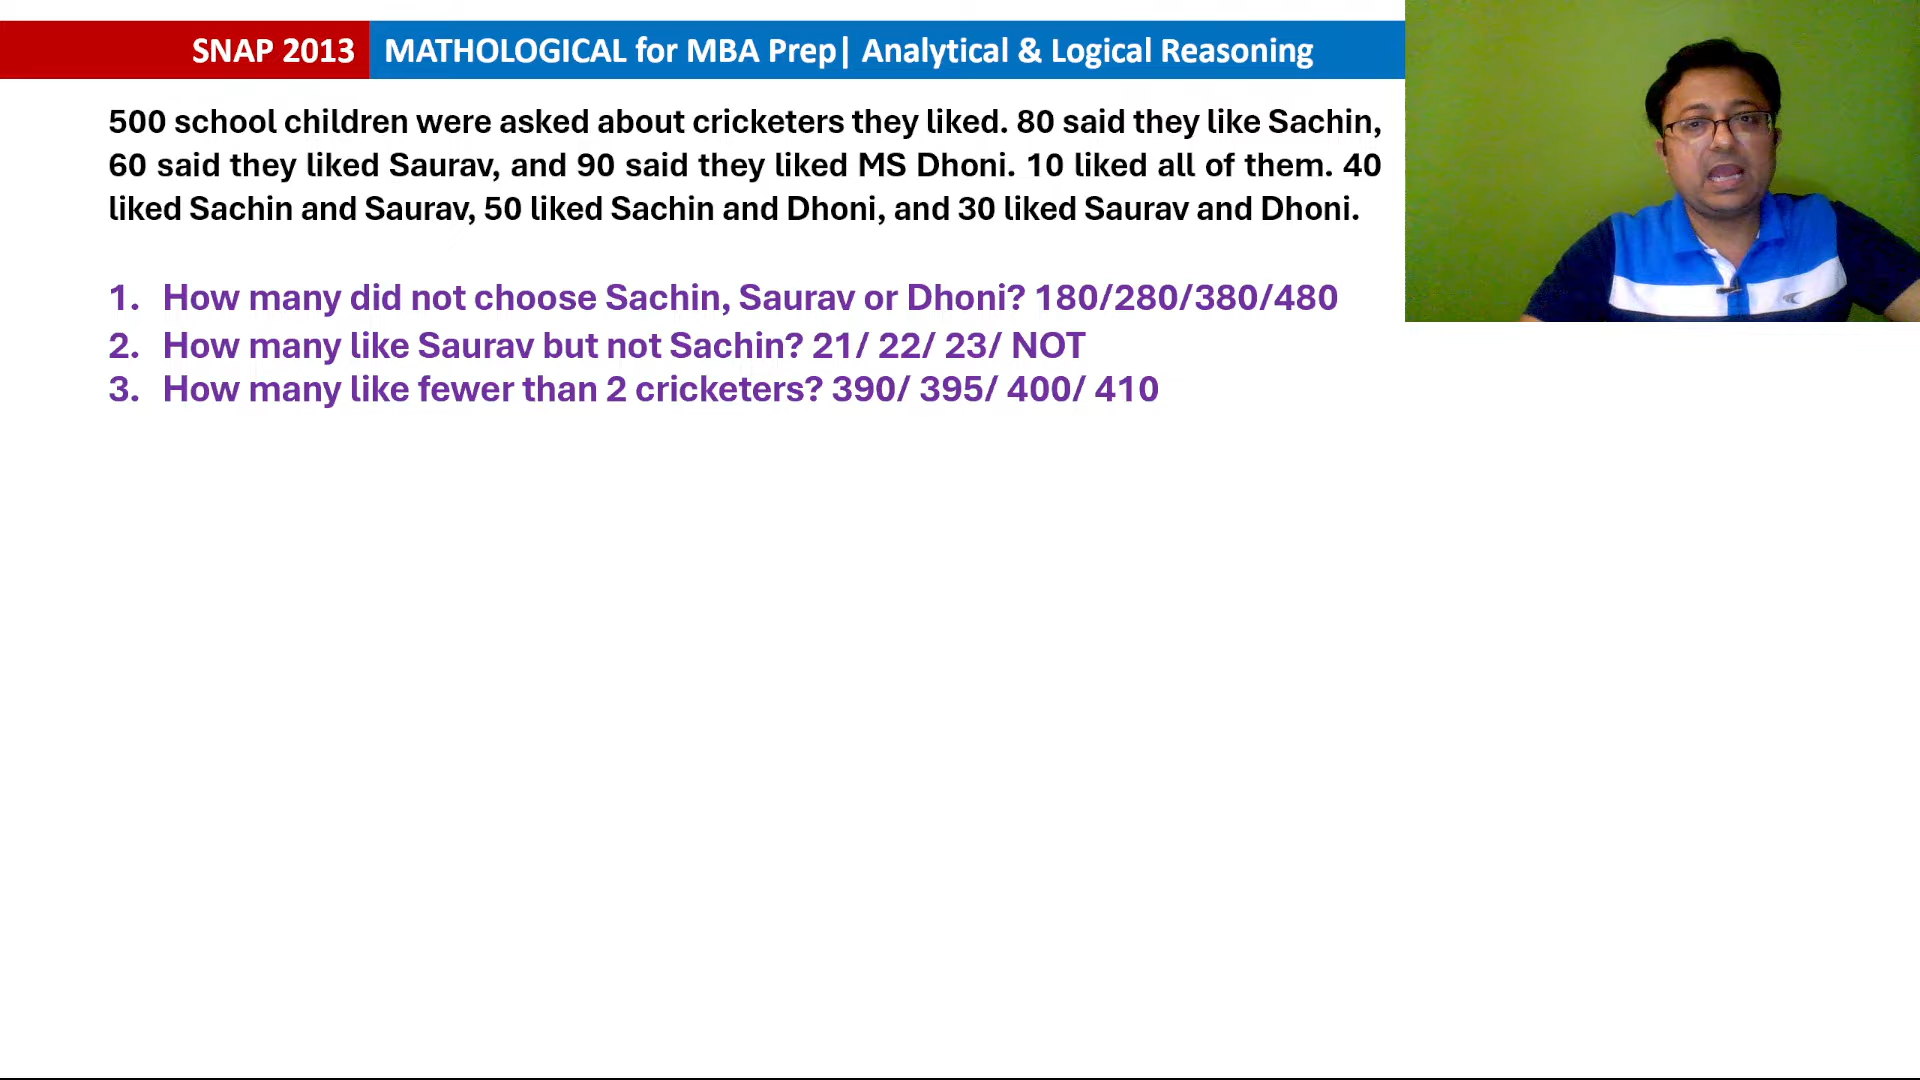 SNAP 2013 MATHOLOGICAL for MBA Prep| Analytical & Logical Reasoning
500 school children were asked about cricketers they liked. 80 said they like Sachin,
60 said they liked Saurav, and 90 said they liked MS Dhoni. 10 liked all of them. 40
liked Sachin and Saurav, 50 liked Sachin and Dhoni, and 30 liked Saurav and Dhoni.
1. How many did not choose Sachin, Saurav or Dhoni? 180/280/380/480
2. How many like Saurav but not Sachin? 21/ 22/ 23/ NOT
3. How many like fewer than 2 cricketers? 390/ 395/ 400/ 410